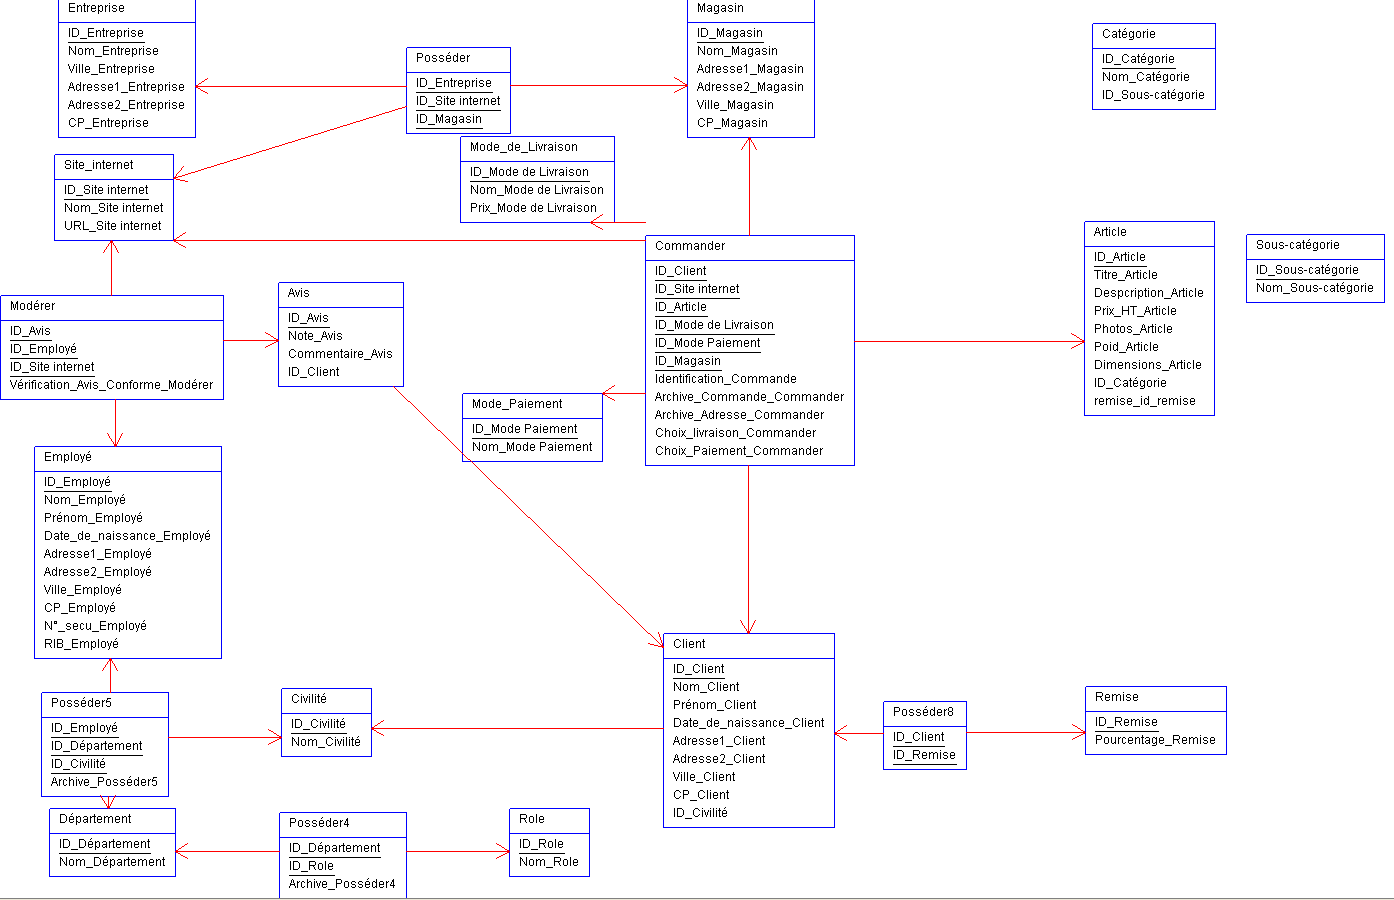 Entreprise
ID_Entreprise
Nom_Entreprise
Ville_Entreprise
Adresse1_Entreprise
Adresse2_Entreprise
CP_Entreprise
Posséder
ID_Entreprise
ID_Site internet
ID_Magasin
Magasin
ID_Magasin
Nom_Magasin
Adresse1_Magasin
Adresse2_Magasin
Ville_Magasin
CP_Magasin
Catégorie
ID_Catégorie
Nom_Catégorie
ID_Sous-catégorie
Site_internet
ID_Site internet
Nom_Site internet
URL_Site internet
Mode_de_Livraison
ID_Mode de Livraison
Nom_Mode de Livraison
Prix_Mode de Livraison
Commander
ID_Client
ID_Site internet
ID_Article
ID_Mode de Livraison
ID_Mode Paiement
ID_Magasin
Identification_Commande
Archive_Commande_Commander
Archive_Adresse_Commander
Choix_livraison_Commander
Choix_Paiement_Commander
Article
ID_Article
Titre_Article
Despcription_Article
Prix_HT_Article
Photos_Article
Poid_Article
Dimensions_Article
ID_Catégorie
remise_id_remise
Sous-catégorie
ID_Sous-catégorie
Nom_Sous-catégorie
Modérer
ID_Avis
ID_Employé
ID_Site internet
Vérification_Avis_Conforme_Modérer
Avis
ID_Avis
Note_Avis
Commentaire_Avis
ID_Client
Mode_Paiement
ID_Mode Paiement
Nom_Mode Paiement
Employé
ID_Employé
Nom_Employé
Prénom_Employé
Date_de_naissance_Employé
Adresse1_Employé
Adresse2_Employé
Ville_Employé
CP_Employé
N°_secu_Employé
RIB_Employé
Client
ID_Client
Nom_Client
Prénom_Client
Date_de_naissance_Client
Adresse1_Client
Adresse2_Client
Ville_Client
CP_Client
ID_Civilité
Posséder5
ID_Employé
ID_Département
ID_Civilité
Archive_Posséder5
Civilité
ID_Civilité
Nom_Civilité
Posséder8
ID_Client
ID_Remise
Remise
ID_Remise
Pourcentage_Remise
Département
ID_Département
Nom_Département
Posséder4
ID_Département
ID_Role
Archive_Posséder4
Role
ID_Role
Nom_Role